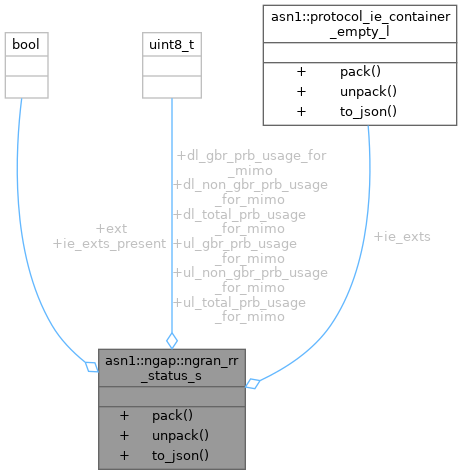 asn1::protocol_ie_container
_empty_l
+ pack()
+ unpack()
+ to_json()
bool
uint8_t
+dl_gbr_prb_usage_for
_mimo
+dl_non_gbr_prb_usage
_for_mimo
+dl_total_prb_usage
_for_mimo
+ul_gbr_prb_usage
_for_mimo
+ul_non_gbr_prb_usage
_for_mimo
+ul_total_prb_usage
_for_mimo
+ext
+ie_exts_present
+ie_exts
asn1::ngap::ngran_rr
_status_s
+ pack()
+ unpack()
+ to_json()